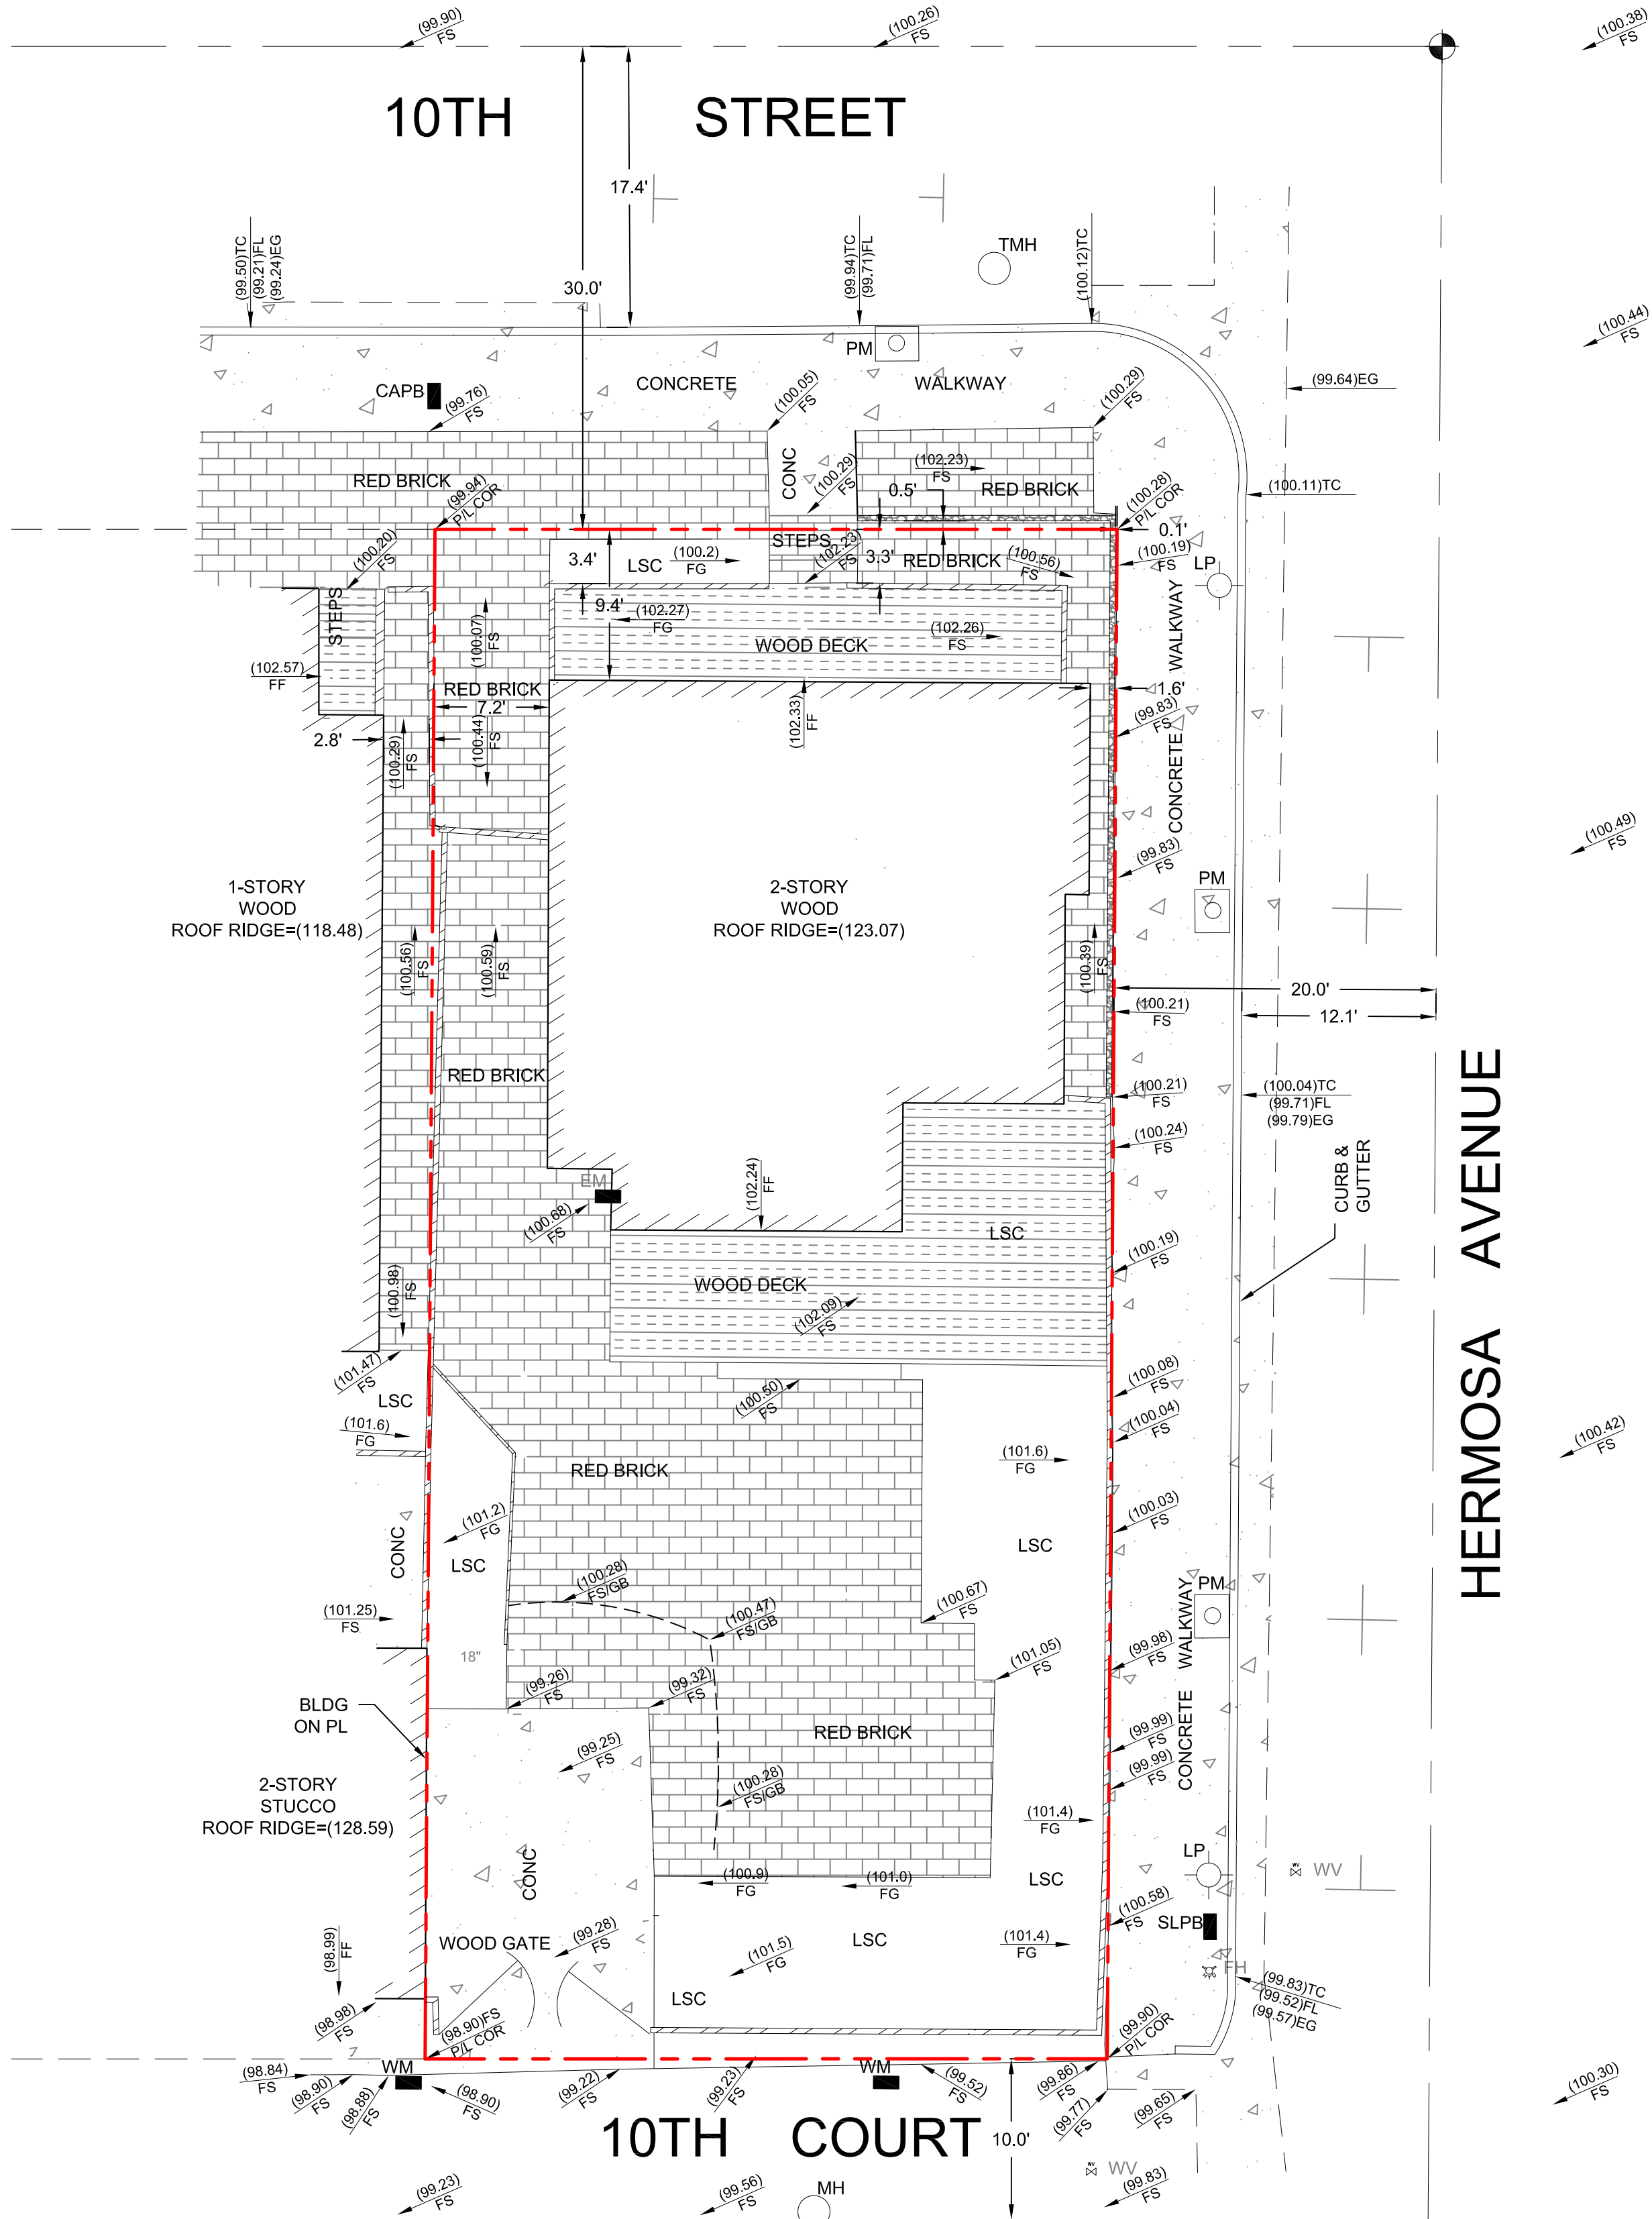 (99.90)
FS
(100.26)
FS
(100.38)
FS
10TH STREET
17.4'
30.0'
(99.50)TC
(99.21)FL
(99.24)EG
(99.94)TC
(99.71)FL
(100.12)TC
TMH
(100.44)
FS
PM
CAPB
(99.76)
FS
CONCRETE WALKWAY
(100.05)
FS
(100.29)
FS
(99.64)EG
RED BRICK
CONC
(100.29)
FS
(102.23)
FS
0.5'
RED BRICK
(99.94)
P/L COR
(100.28)
P/L COR
(100.11)TC
0.1'
(100.20)
FS
3.4'
LSC
(100.2)
FG
STEPS
(102.23)
FS
3.3'
RED BRICK
(100.56)
FS
(100.19)
FS
LP
STEPS
9.4'
(102.27)
FG
(102.26)
FS
WOOD DECK
(100.07)
FS
(102.57)
FF
RED BRICK
7.2'
1.6'
WALKWAY
CONCRETE
2.8'
(100.29)
FS
(100.44)
FS
(102.33)
FF
(99.83)
FS
(100.49)
FS
(99.83)
FS
PM
1-STORY
WOOD
ROOF RIDGE=(118.48)
2-STORY
WOOD
ROOF RIDGE=(123.07)
(100.56)
FS
(100.59)
FS
(100.39)
FS
20.0'
12.1'
(100.21)
FS
RED BRICK
(100.21)
FS
(100.04)TC
(99.71)FL
(99.79)EG
(100.24)
FS
CURB &
GUTTER
HERMOSA AVENUE
EM
(102.24)
FF
(100.68)
FS
LSC
(100.19)
FS
WOOD DECK
(100.98)
FS
(102.09)
FS
(101.47)
FS
LSC
(100.50)
FS
(100.08)
FS
(101.6)
FG
(100.04)
FS
(100.42)
FS
(101.6)
FG
RED BRICK
(101.2)
FG
(100.03)
FS
CONC
LSC
LSC
(100.28)
FS/GB
(100.67)
FS
PM
(101.25)
FS
(100.47)
FS/GB
WALKWAY
CONCRETE
18"
(101.05)
FS
(99.98)
FS
(99.26)
FS
(99.32)
FS
BLDG
ON PL
RED BRICK
(99.25)
FS
(99.99)
FS
(99.99)
FS
2-STORY
STUCCO
ROOF RIDGE=(128.59)
(100.28)
FS/GB
(101.4)
FG
CONC
(100.9)
FG
(101.0)
FG
LSC
LP
WV
WV
(100.58)
FS
SLPB
WOOD GATE
(99.28)
FS
LSC
(101.4)
FG
(98.99)
FF
(101.5)
FG
FH
(99.83)TC
(99.52)FL
(99.57)EG
LSC
(98.98)
FS
(98.90)FS
P/L COR
(99.90)
P/L COR
(98.84)
FS
WM
WM
(98.90)
FS
(98.88)
FS
(98.90)
FS
(99.22)
FS
(99.23)
FS
(99.52)
FS
(99.86)
FS
(99.77)
FS
(99.65)
FS
(100.30)
FS
10TH COURT
10.0'
WV
WV
(99.23)
FS
(99.56)
FS
MH
(99.83)
FS